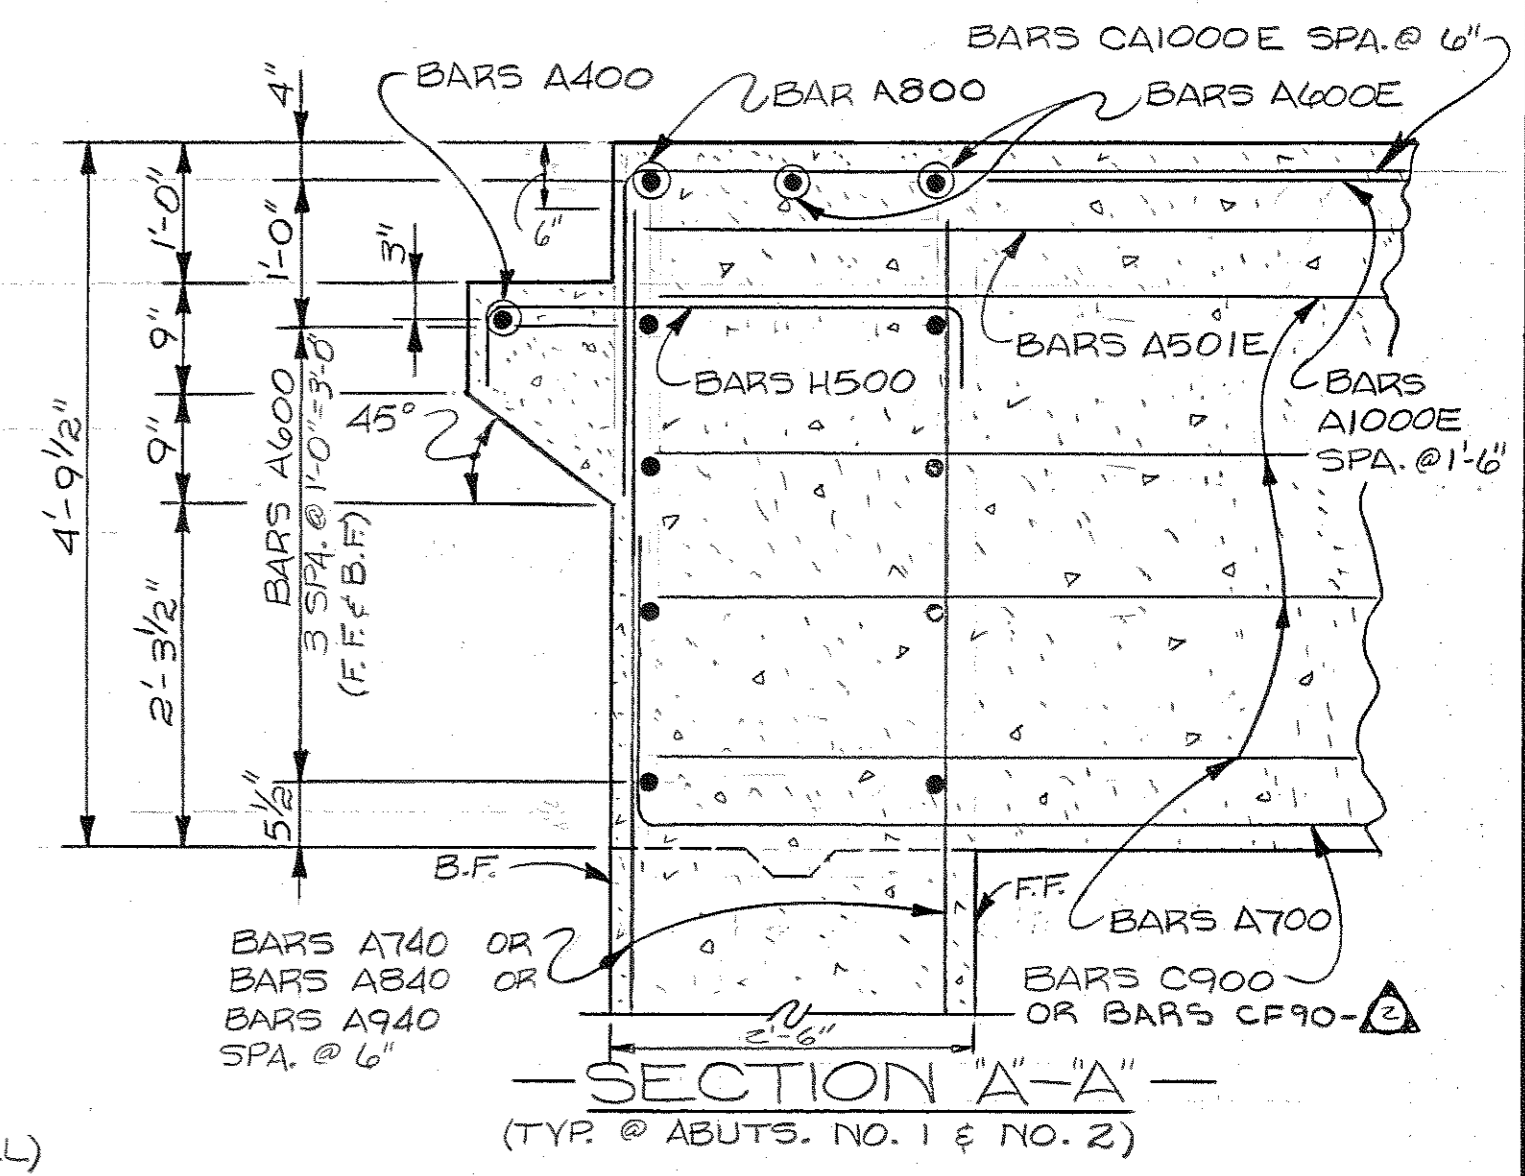 BARS CA1000E SPA. @ 6"
BARS A400
BAR A800
BARS A600E
4"
1'-0"
1'-0"
3"
6"
9"
9"
45°
4'-9½"
2'-3½"
5½"
BARS A600
3 SPA. @ 1'-0"=3'-0"
(F.F. & B.F.)
BARS H500
BARS A501E
BARS
A1000E
SPA. @ 1'-6"
B.F.
F.F.
BARS A700
BARS A740 OR
BARS A840 OR
BARS A940
SPA. @ 6"
BARS C900
OR BARS CF90-
2
2'-6"
SECTION "A"-"A"
(TYP. @ ABUTS. NO. 1 & NO. 2)
L)